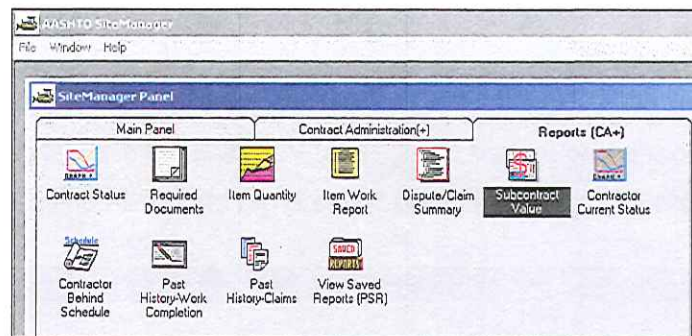 AASHTO SiteManager
File Window Help
SiteManager Panel
Main Panel Contract Administration(+) Reports (CA+)
GRAPH +
Contract Status Required Item Quantity Item Work Dispute/Claim Subcontract Contractor
Documents Report Summary Value Current Status
Schedule SAVED
REPORTS
Contractor Past Past View Saved
Behind History-Work History-Claims Reports (PSR)
Schedule Completion